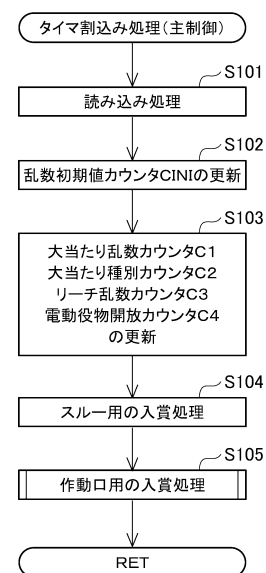 タイマ割込み処理(主制御)
S101
読み込み処理
S102
乱数初期値カウンタCINIの更新
S103
大当たり乱数カウンタC1
大当たり種別カウンタC2
リーチ乱数カウンタC3
電動役物開放カウンタC4
の更新
S104
スルー用の入賞処理
S105
作動口用の入賞処理
RET